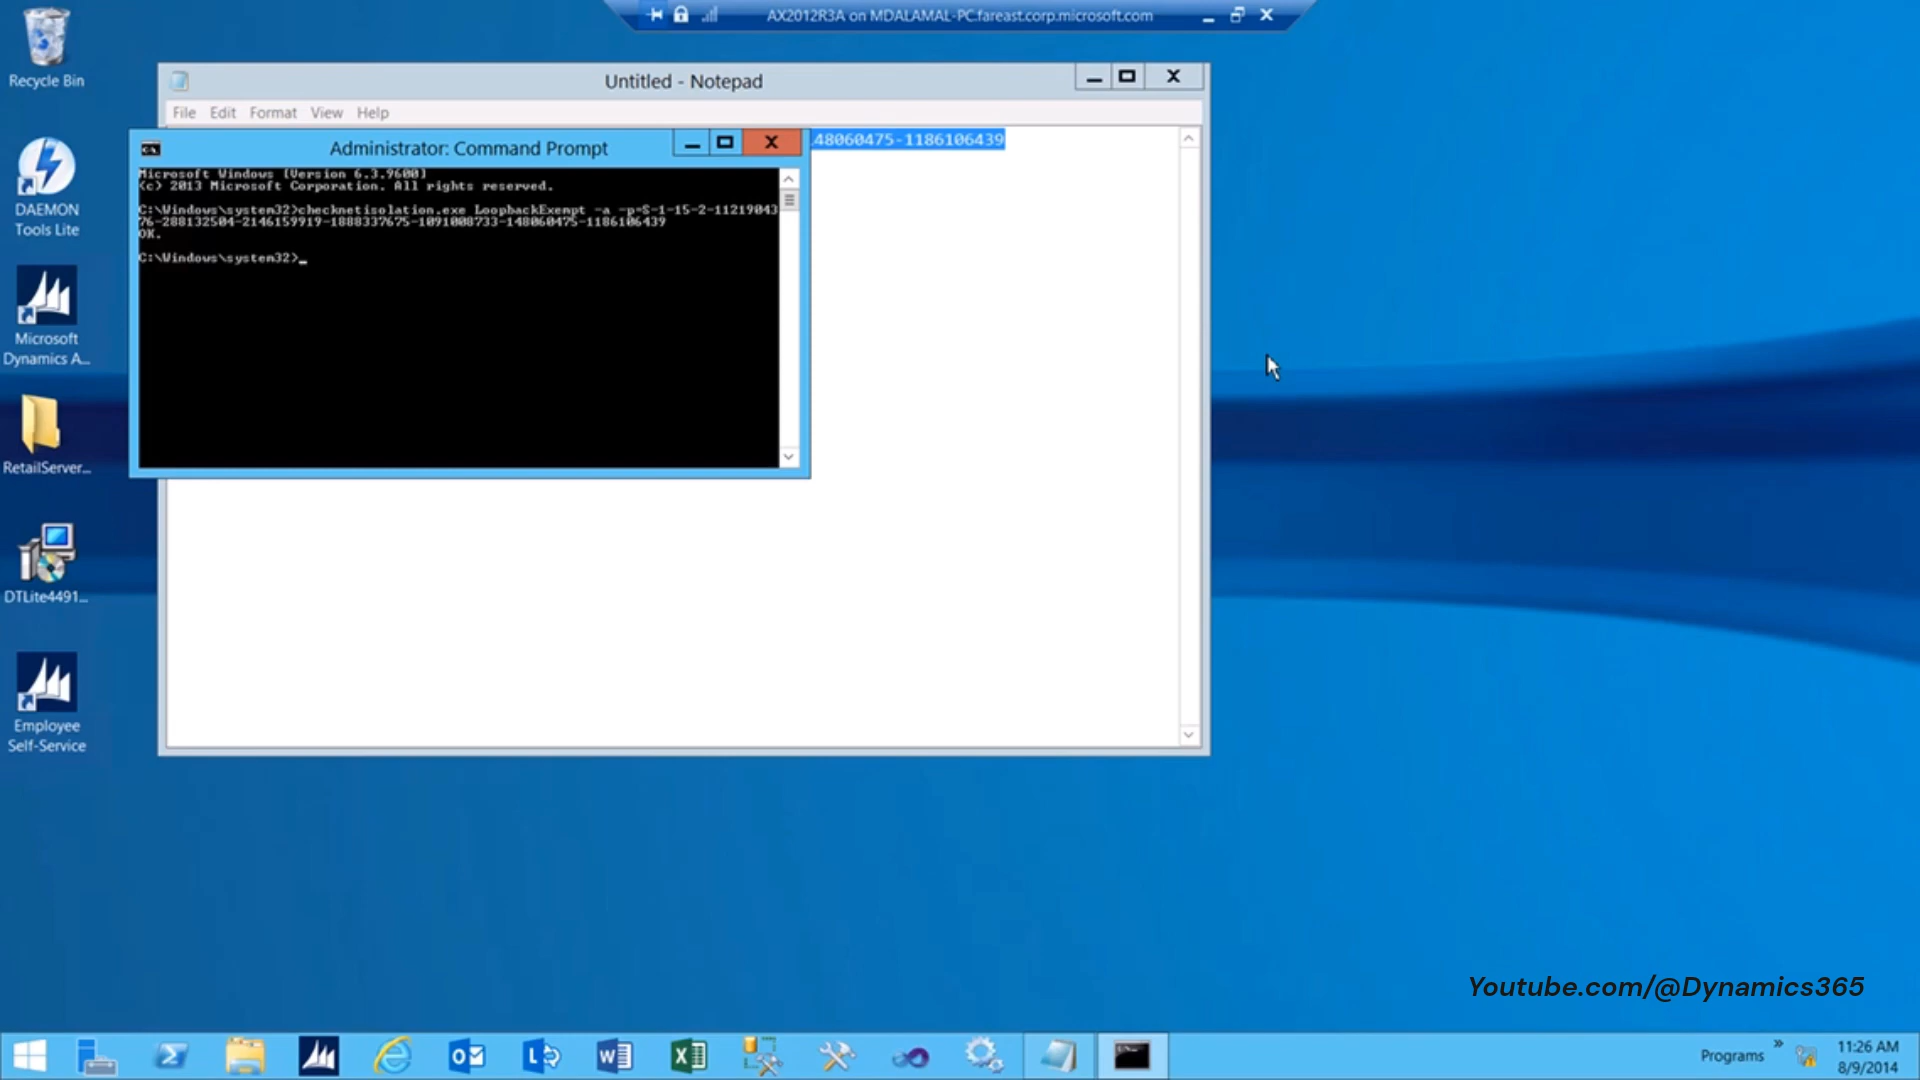 AX2012R3A on MDALAMAL-PC.fareast.corp.microsoft.com
Recycle Bin
Untitled - Notepad
File Edit Format View Help
148060475-1186106439
Administrator: Command Prompt
Microsoft Windows [Version 6.3.9600]
(c) 2013 Microsoft Corporation. All rights reserved.
C:\Windows\system32>checknetisolation.exe LoopbackExempt -a -p=S-1-15-2-11219043
76-288132504-2146159919-1888337675-1091008733-148060475-1186106439
OK.
C:\Windows\system32>_
DAEMON
Tools Lite
Microsoft
Dynamics A...
RetailServer...
DTLite4491...
Employee
Self-Service
Youtube.com/@Dynamics365
Programs
11:26 AM
8/9/2014